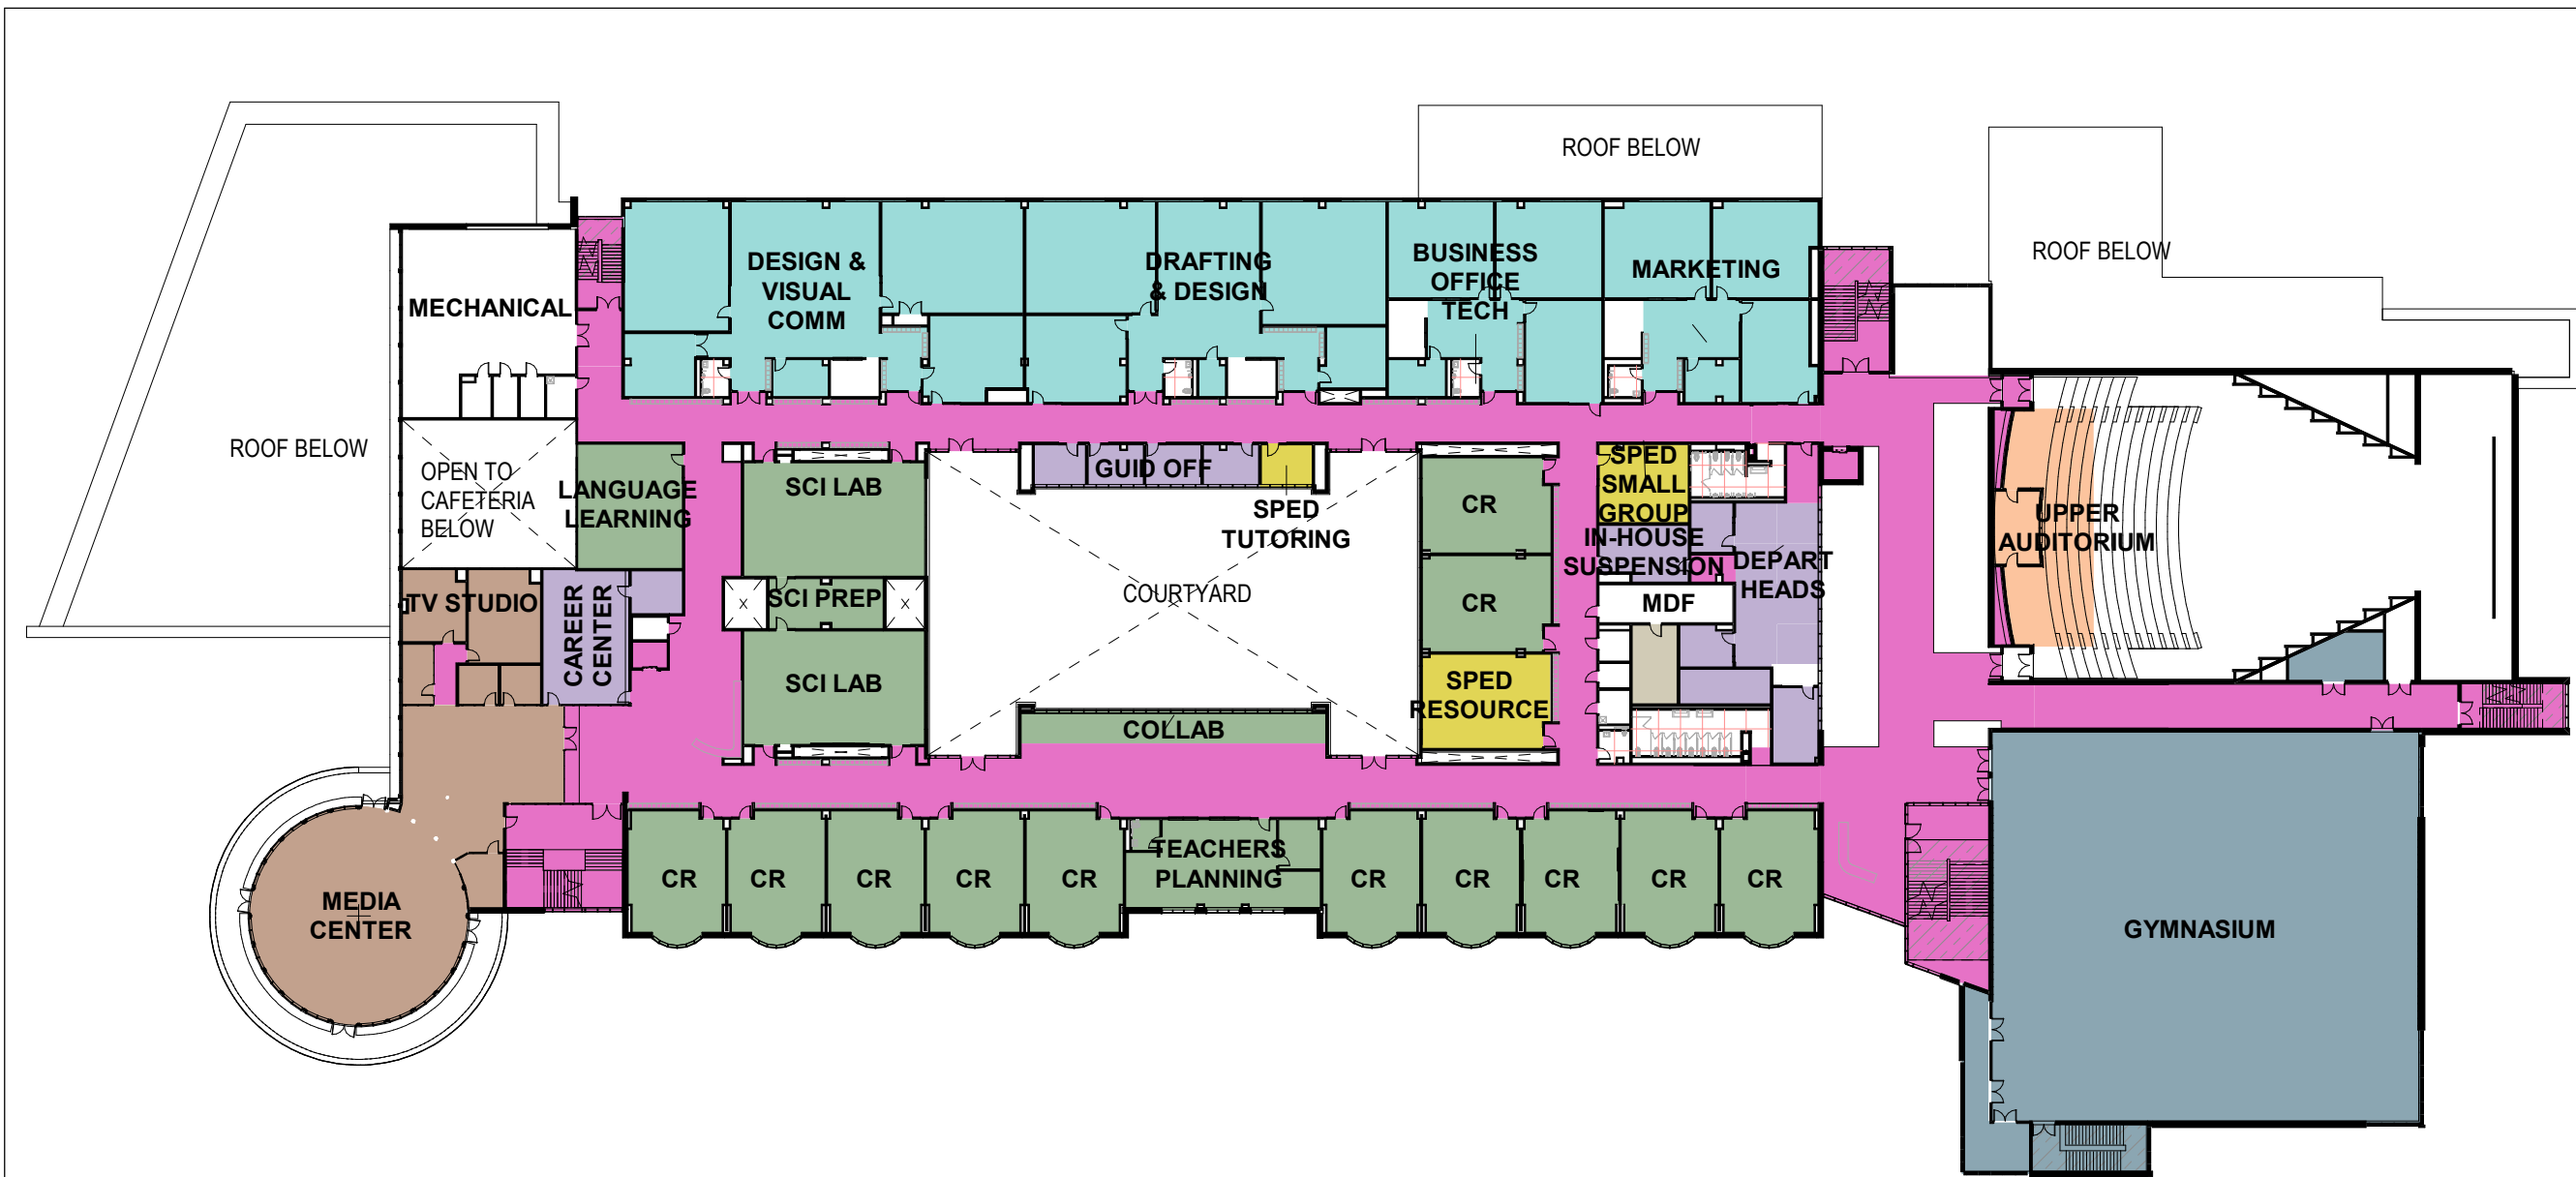 ROOF BELOW
ROOF BELOW
DESIGN &
VISUAL
COMM
DRAFTING
& DESIGN
BUSINESS
OFFICE
TECH
MARKETING
MECHANICAL
ROOF BELOW
OPEN TO
CAFETERIA
BELOW
LANGUAGE
LEARNING
SCI LAB
GUID OFF
SPED
TUTORING
CR
SPED
SMALL
GROUP
IN-HOUSE
SUSPENSION
DEPART
HEADS
UPPER
AUDITORIUM
TV STUDIO
CAREER
CENTER
X
SCI PREP
X
COURTYARD
CR
MDF
SCI LAB
COLLAB
SPED
RESOURCE
MEDIA
CENTER
CR
CR
CR
CR
CR
TEACHERS
PLANNING
CR
CR
CR
CR
CR
GYMNASIUM